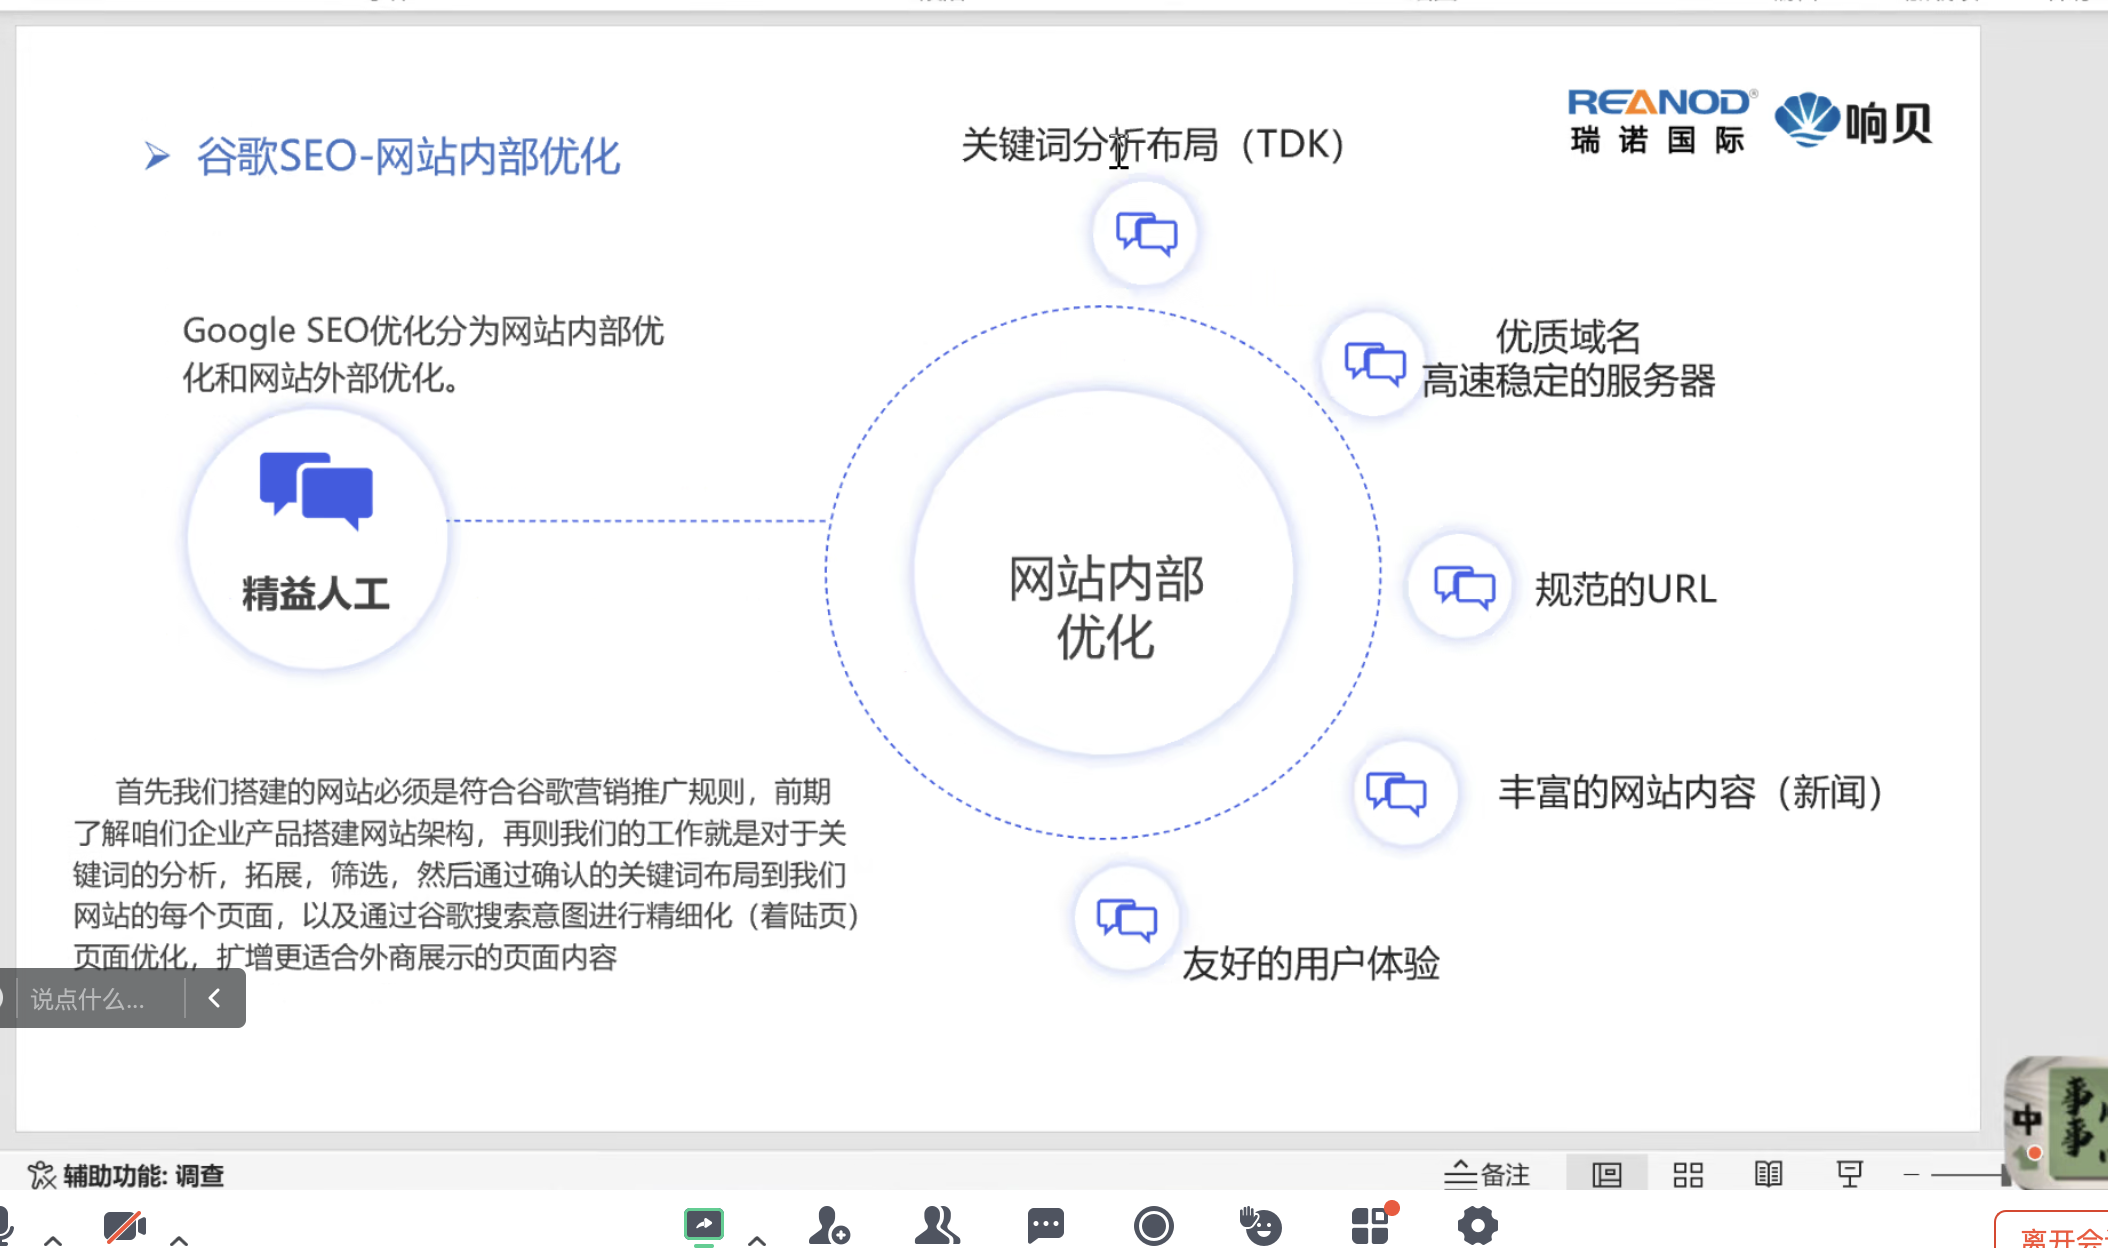 谷歌SEO-网站内部优化
关键词分析布局（TDK）
REANOD®
瑞诺国际
响贝
Google SEO优化分为网站内部优
化和网站外部优化。
优质域名
高速稳定的服务器
精益人工
网站内部
优化
规范的URL
丰富的网站内容（新闻）
首先我们搭建的网站必须是符合谷歌营销推广规则，前期
了解咱们企业产品搭建网站架构，再则我们的工作就是对于关
键词的分析，拓展，筛选，然后通过确认的关键词布局到我们
网站的每个页面，以及通过谷歌搜索意图进行精细化（着陆页）
页面优化，扩增更适合外商展示的页面内容
友好的用户体验
说点什么...
中
事
事
辅助功能: 调查
备注
离开会